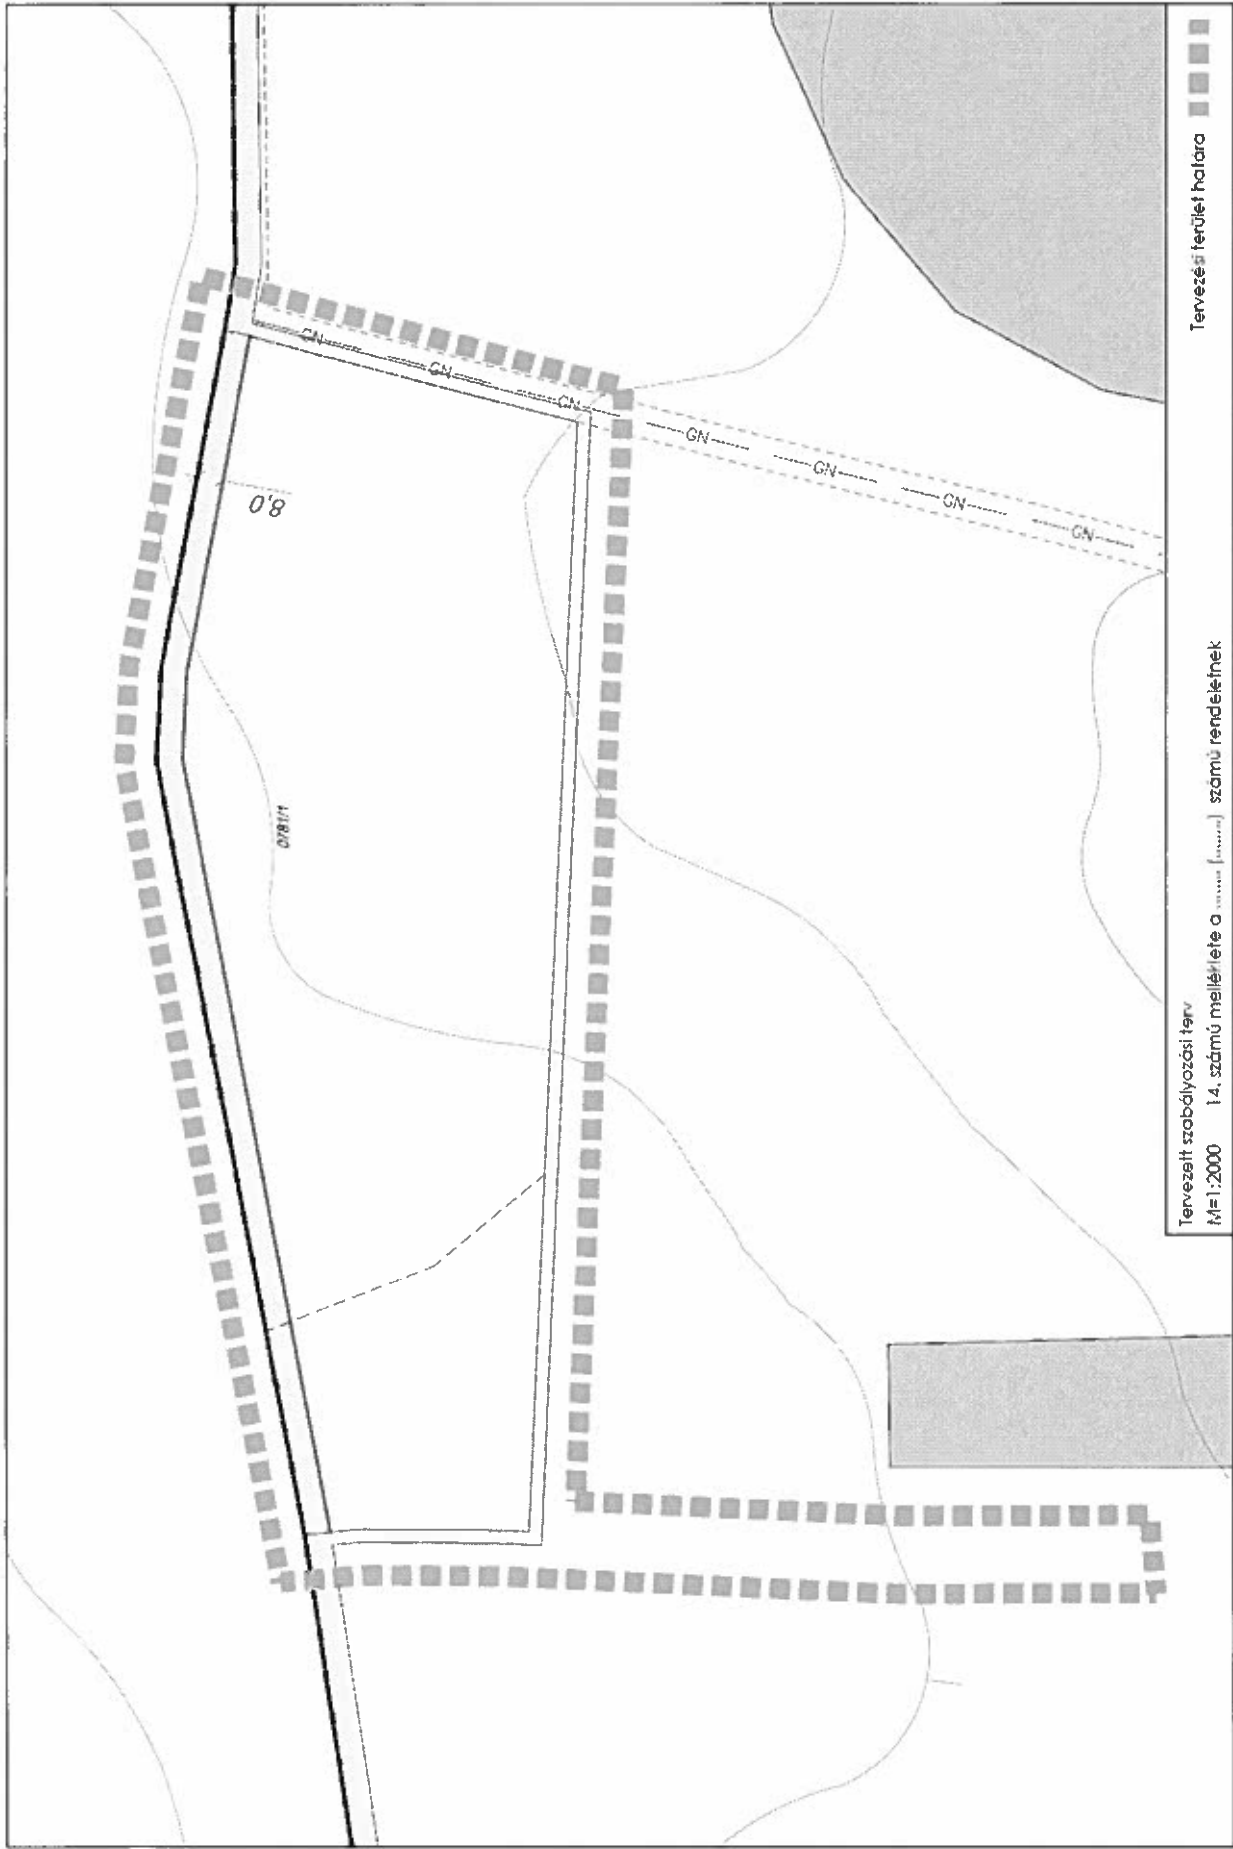 GN
GN
GN
GN
GN
GN
GN
8,0
0781/1
Tervezett szabályozási terv
M=1:2000 14. számú melléklete a ........ (........) számú rendeletnek
Tervezési terület határa